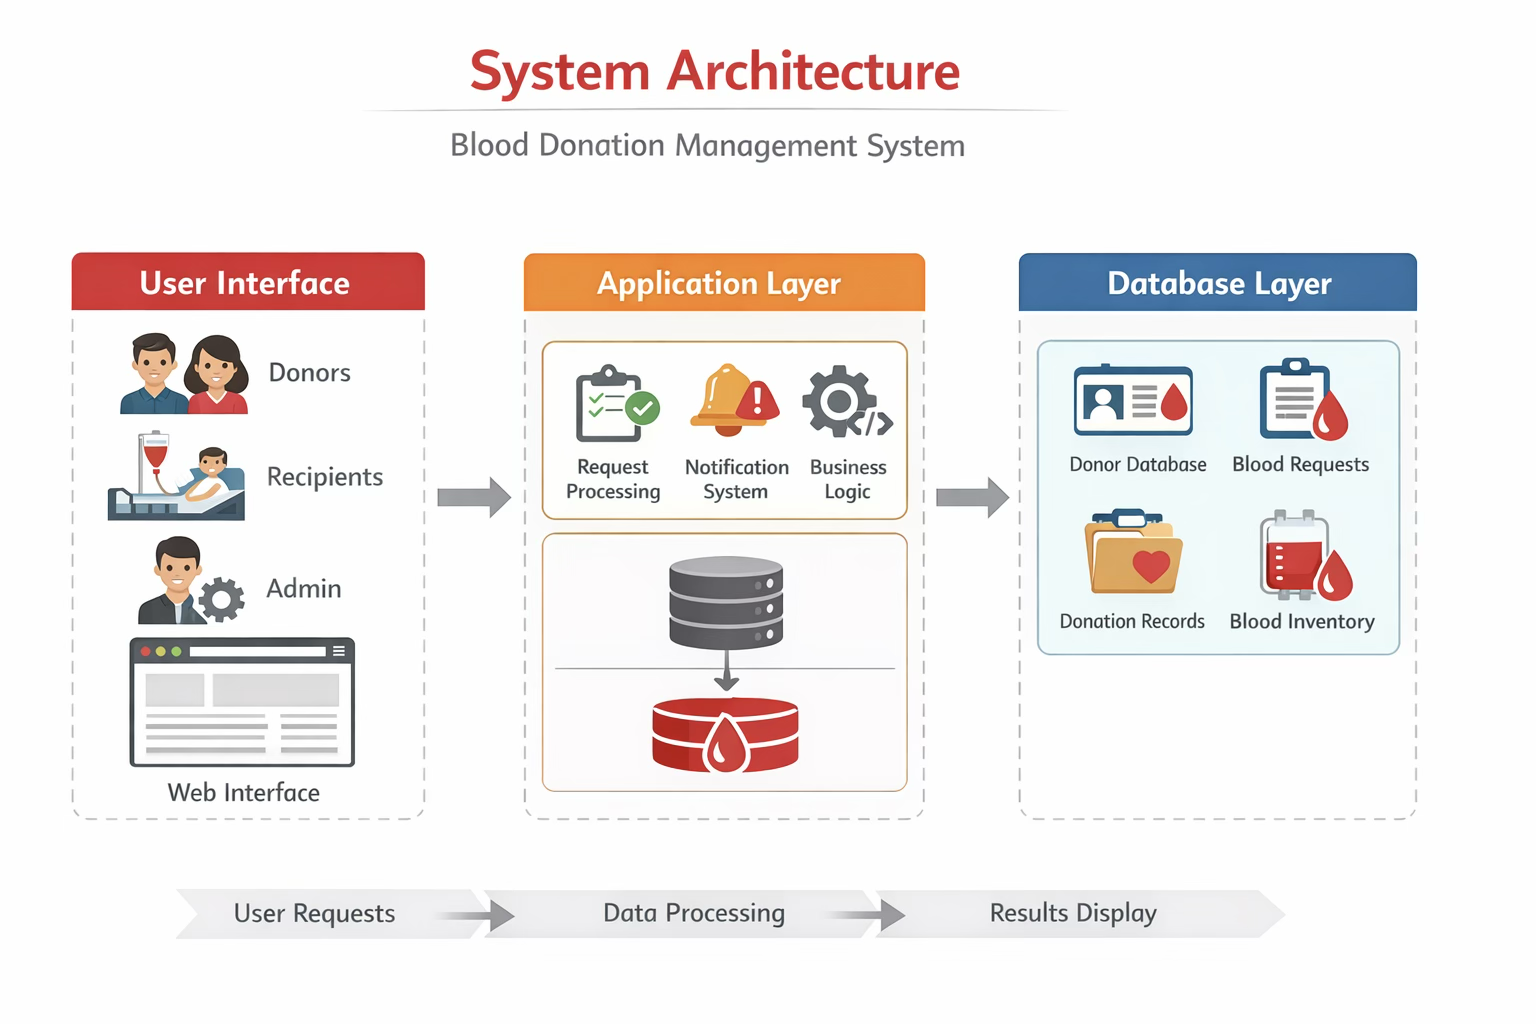 System Architecture
Blood Donation Management System
User Interface
Donors
Recipients
Admin
Web Interface
Application Layer
Request
Processing
Notification
System
Business
Logic
Database Layer
Donor Database
Blood Requests
Donation Records
Blood Inventory
User Requests
Data Processing
Results Display